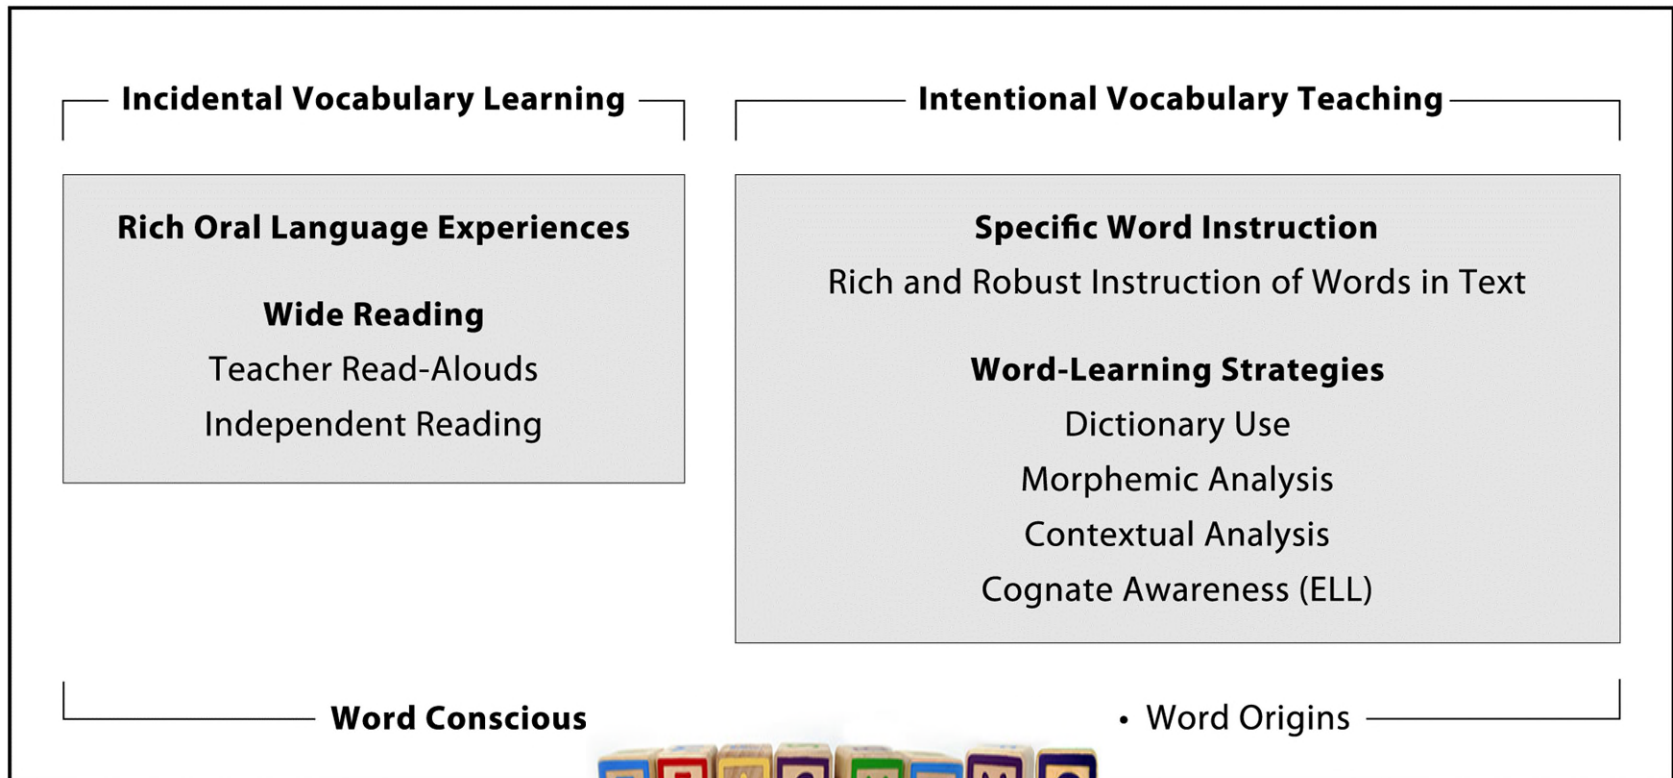 Incidental Vocabulary Learning
Rich Oral Language Experiences
Wide Reading
Teacher Read-Alouds
Independent Reading
Intentional Vocabulary Teaching
Specific Word Instruction
Rich and Robust Instruction of Words in Text
Word-Learning Strategies
Dictionary Use
Morphemic Analysis
Contextual Analysis
Cognate Awareness (ELL)
Word Conscious
• Word Origins